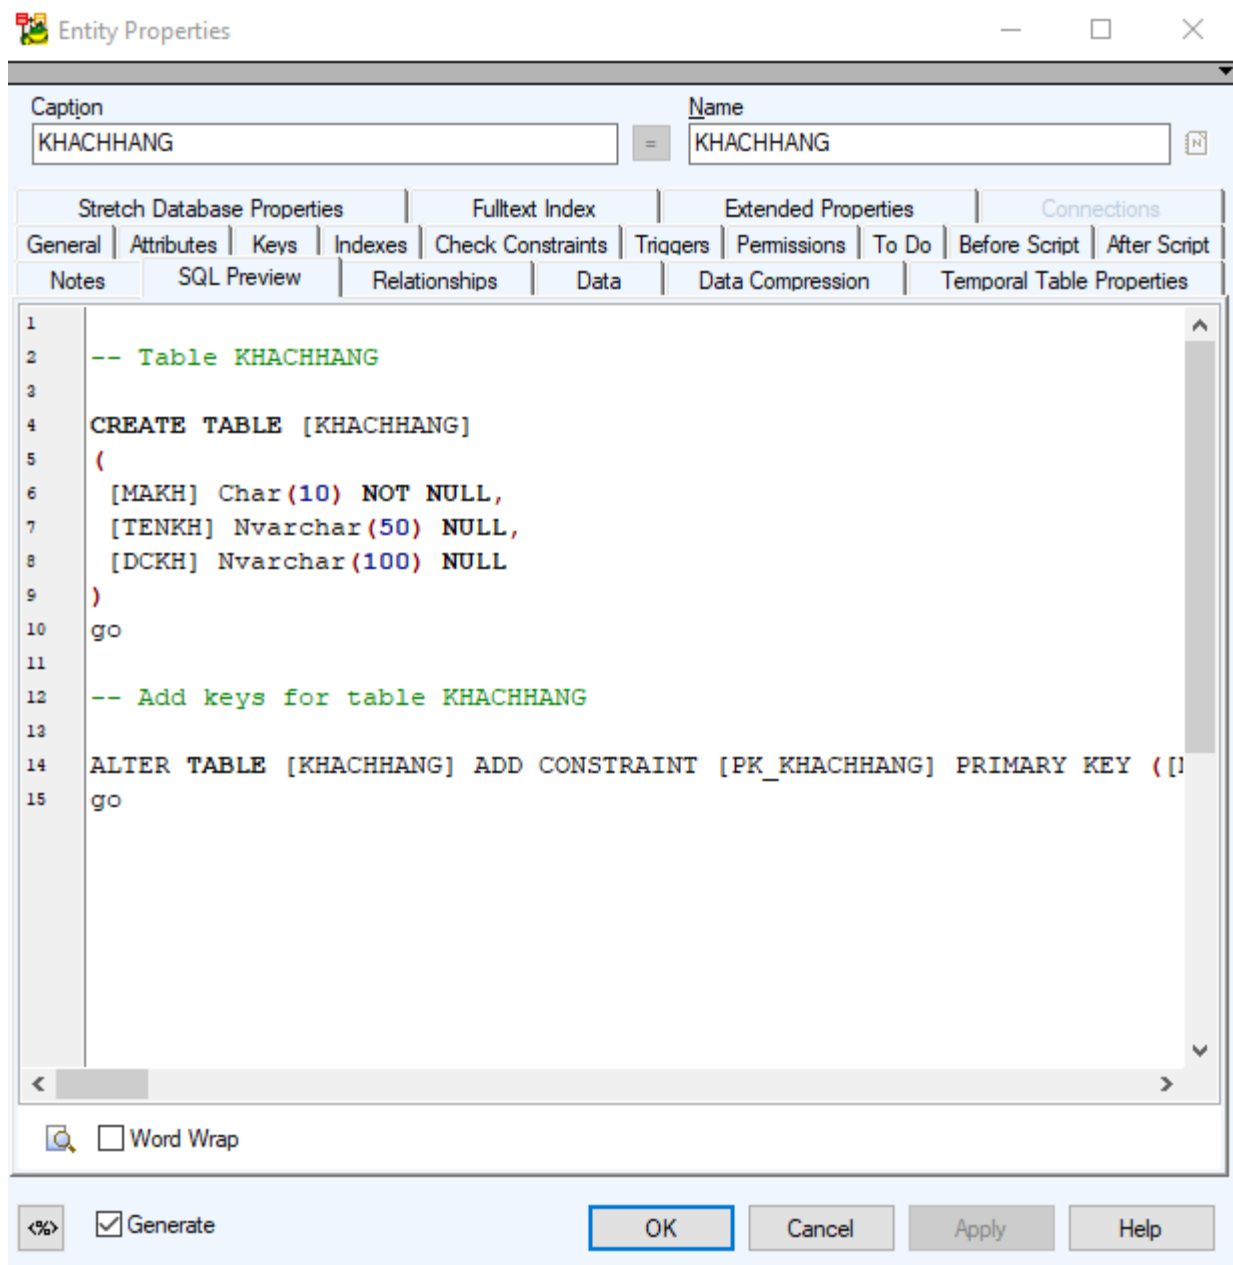 Entity Properties
Caption
Name
KHACHHANG
=
KHACHHANG
Stretch Database Properties
Fulltext Index
Extended Properties
Connections
General
Attributes
Keys
Indexes
Check Constraints
Triggers
Permissions
To Do
Before Script
After Script
Notes
SQL Preview
Relationships
Data
Data Compression
Temporal Table Properties
1
2 -- Table KHACHHANG
3
4 CREATE TABLE [KHACHHANG]
5 (
6 [MAKH] Char(10) NOT NULL,
7 [TENKH] Nvarchar(50) NULL,
8 [DCKH] Nvarchar(100) NULL
9 )
10 go
11
12 -- Add keys for table KHACHHANG
13
14 ALTER TABLE [KHACHHANG] ADD CONSTRAINT [PK_KHACHHANG] PRIMARY KEY ([
15 go
Word Wrap
<%>
Generate
OK
Cancel
Apply
Help